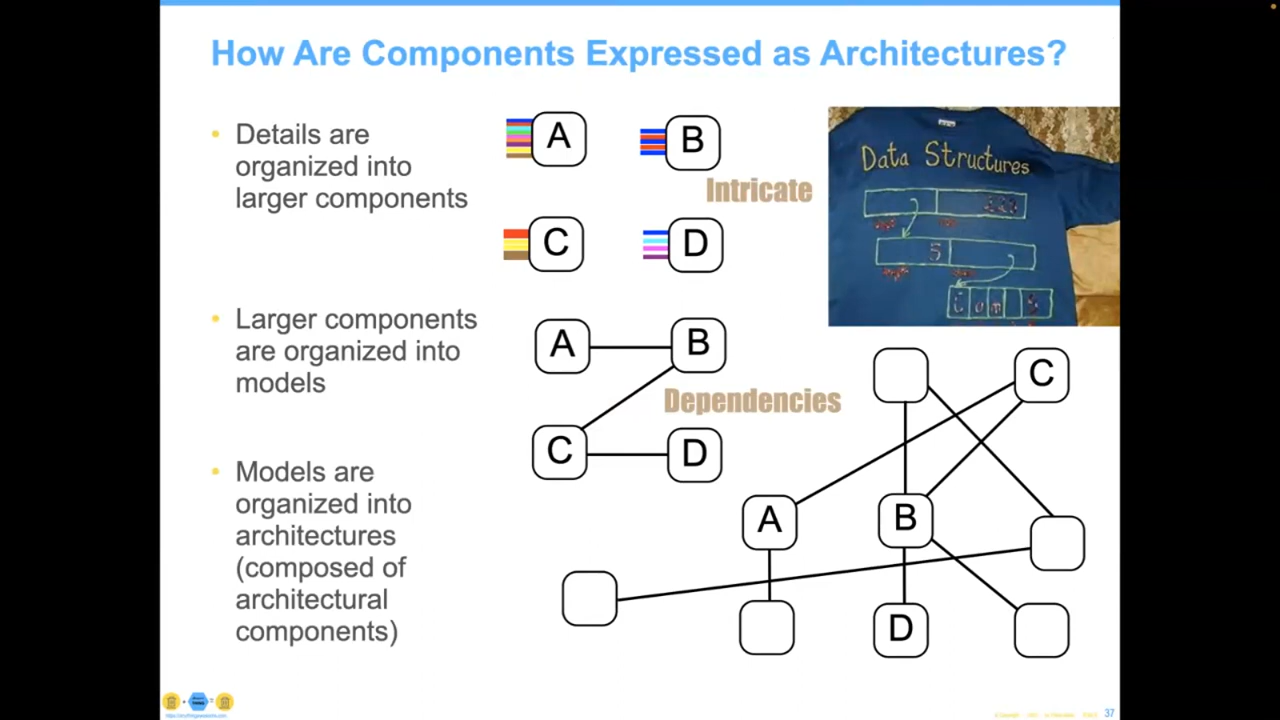 How Are Components Expressed as Architectures?
• Details are
organized into
larger components
A
B
Intricate
C
D
Data Structures
5
• Larger components
are organized into
models
A
B
Dependencies
C
D
• Models are
organized into
architectures
(composed of
architectural
components)
C
A
B
D
37